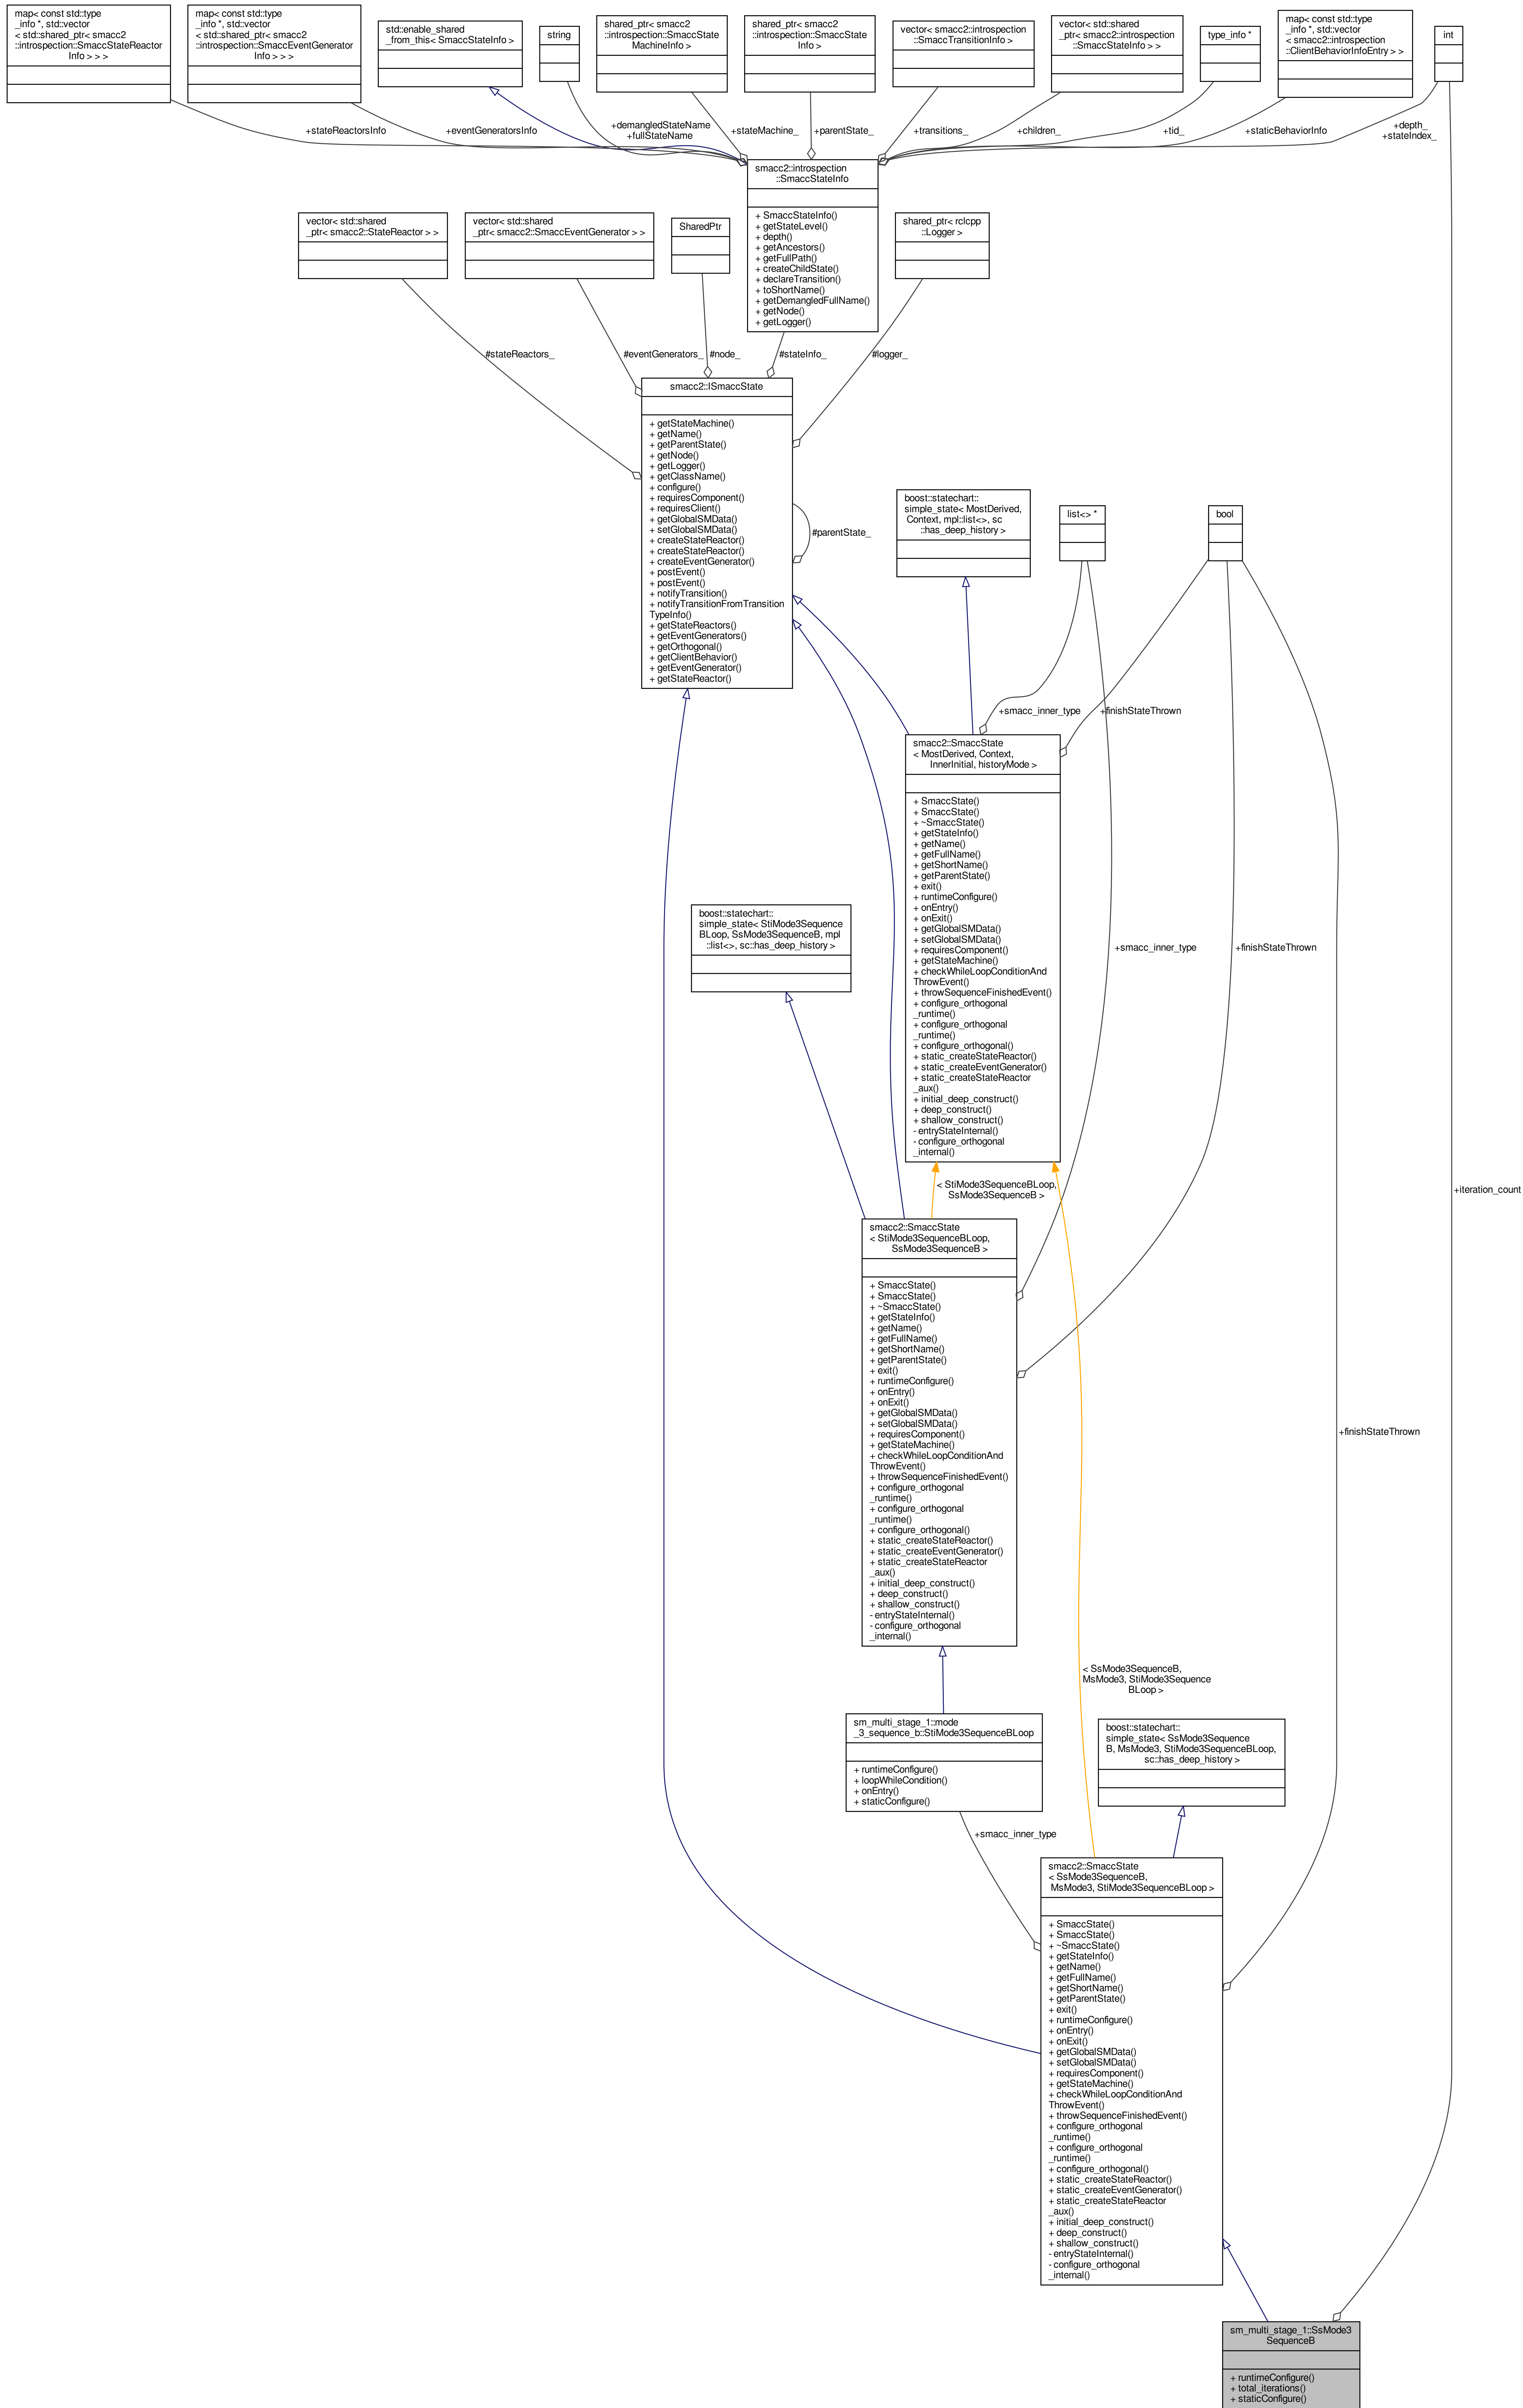 map< const std::type
_info *, std::vector
< std::shared_ptr< smacc2
::introspection::SmaccStateReactor
Info > > >
map< const std::type
_info *, std::vector
< std::shared_ptr< smacc2
::introspection::SmaccEventGenerator
Info > > >
std::enable_shared
_from_this< SmaccStateInfo >
string
shared_ptr< smacc2
::introspection::SmaccState
MachineInfo >
shared_ptr< smacc2
::introspection::SmaccState
Info >
vector< smacc2::introspection
::SmaccTransitionInfo >
vector< std::shared
_ptr< smacc2::introspection
::SmaccStateInfo > >
type_info *
map< const std::type
_info *, std::vector
< smacc2::introspection
::ClientBehaviorInfoEntry > >
int
+stateReactorsInfo
+eventGeneratorsInfo
+demangledStateName
+fullStateName
+stateMachine_
+parentState_
+transitions_
+children_
+tid_
+staticBehaviorInfo
+depth_
+stateIndex_
smacc2::introspection
::SmaccStateInfo
+ SmaccStateInfo()
+ getStateLevel()
+ depth()
+ getAncestors()
+ getFullPath()
+ createChildState()
+ declareTransition()
+ toShortName()
+ getDemangledFullName()
+ getNode()
+ getLogger()
vector< std::shared
_ptr< smacc2::StateReactor > >
vector< std::shared
_ptr< smacc2::SmaccEventGenerator > >
SharedPtr
shared_ptr< rclcpp
::Logger >
#stateReactors_
#eventGenerators_
#node_
#stateInfo_
#logger_
smacc2::ISmaccState
+ getStateMachine()
+ getName()
+ getParentState()
+ getNode()
+ getLogger()
+ getClassName()
+ configure()
+ requiresComponent()
+ requiresClient()
+ getGlobalSMData()
+ setGlobalSMData()
+ createStateReactor()
+ createStateReactor()
+ createEventGenerator()
+ postEvent()
+ postEvent()
+ notifyTransition()
+ notifyTransitionFromTransition
TypeInfo()
+ getStateReactors()
+ getEventGenerators()
+ getOrthogonal()
+ getClientBehavior()
+ getEventGenerator()
+ getStateReactor()
#parentState_
boost::statechart::
simple_state< MostDerived,
Context, mpl::list<>, sc
::has_deep_history >
list<> *
bool
+smacc_inner_type
+finishStateThrown
smacc2::SmaccState
< MostDerived, Context,
InnerInitial, historyMode >
+ SmaccState()
+ SmaccState()
+ ~SmaccState()
+ getStateInfo()
+ getName()
+ getFullName()
+ getShortName()
+ getParentState()
+ exit()
+ runtimeConfigure()
+ onEntry()
+ onExit()
+ getGlobalSMData()
+ setGlobalSMData()
+ requiresComponent()
+ getStateMachine()
+ checkWhileLoopConditionAnd
ThrowEvent()
+ throwSequenceFinishedEvent()
+ configure_orthogonal
_runtime()
+ configure_orthogonal
_runtime()
+ configure_orthogonal()
+ static_createStateReactor()
+ static_createEventGenerator()
+ static_createStateReactor
_aux()
+ initial_deep_construct()
+ deep_construct()
+ shallow_construct()
- entryStateInternal()
- configure_orthogonal
_internal()
boost::statechart::
simple_state< StiMode3Sequence
BLoop, SsMode3SequenceB, mpl
::list<>, sc::has_deep_history >
+smacc_inner_type
+finishStateThrown
< StiMode3SequenceBLoop,
SsMode3SequenceB >
+iteration_count
smacc2::SmaccState
< StiMode3SequenceBLoop,
SsMode3SequenceB >
+ SmaccState()
+ SmaccState()
+ ~SmaccState()
+ getStateInfo()
+ getName()
+ getFullName()
+ getShortName()
+ getParentState()
+ exit()
+ runtimeConfigure()
+ onEntry()
+ onExit()
+ getGlobalSMData()
+ setGlobalSMData()
+ requiresComponent()
+ getStateMachine()
+ checkWhileLoopConditionAnd
ThrowEvent()
+ throwSequenceFinishedEvent()
+ configure_orthogonal
_runtime()
+ configure_orthogonal
_runtime()
+ configure_orthogonal()
+ static_createStateReactor()
+ static_createEventGenerator()
+ static_createStateReactor
_aux()
+ initial_deep_construct()
+ deep_construct()
+ shallow_construct()
- entryStateInternal()
- configure_orthogonal
_internal()
+finishStateThrown
< SsMode3SequenceB,
MsMode3, StiMode3Sequence
BLoop >
sm_multi_stage_1::mode
_3_sequence_b::StiMode3SequenceBLoop
+ runtimeConfigure()
+ loopWhileCondition()
+ onEntry()
+ staticConfigure()
boost::statechart::
simple_state< SsMode3Sequence
B, MsMode3, StiMode3SequenceBLoop,
sc::has_deep_history >
+smacc_inner_type
smacc2::SmaccState
< SsMode3SequenceB,
MsMode3, StiMode3SequenceBLoop >
+ SmaccState()
+ SmaccState()
+ ~SmaccState()
+ getStateInfo()
+ getName()
+ getFullName()
+ getShortName()
+ getParentState()
+ exit()
+ runtimeConfigure()
+ onEntry()
+ onExit()
+ getGlobalSMData()
+ setGlobalSMData()
+ requiresComponent()
+ getStateMachine()
+ checkWhileLoopConditionAnd
ThrowEvent()
+ throwSequenceFinishedEvent()
+ configure_orthogonal
_runtime()
+ configure_orthogonal
_runtime()
+ configure_orthogonal()
+ static_createStateReactor()
+ static_createEventGenerator()
+ static_createStateReactor
_aux()
+ initial_deep_construct()
+ deep_construct()
+ shallow_construct()
- entryStateInternal()
- configure_orthogonal
_internal()
sm_multi_stage_1::SsMode3
SequenceB
+ runtimeConfigure()
+ total_iterations()
+ staticConfigure()